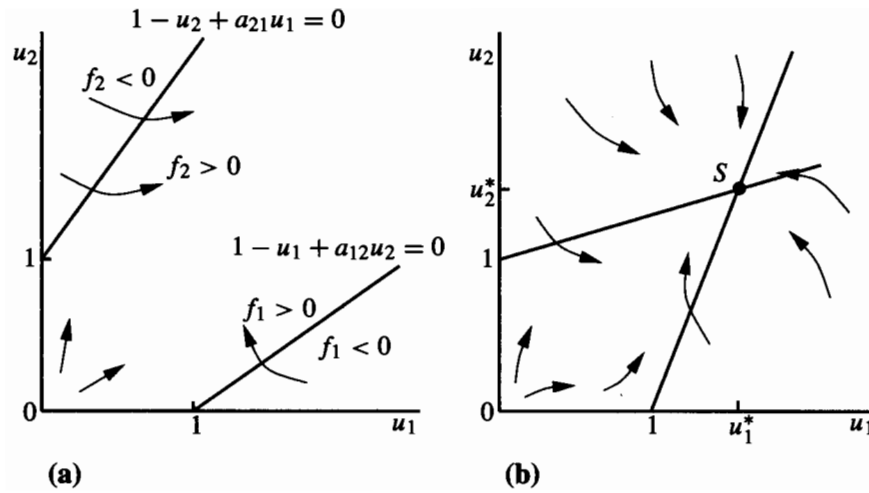 1 − u₂ + a₂₁u₁ = 0
u₂
f₂ < 0
f₂ > 0
1 − u₁ + a₁₂u₂ = 0
1
f₁ > 0
f₁ < 0
0
1
u₁
(a)
u₂
S
u₂*
1
0
1
u₁*
u₁
(b)